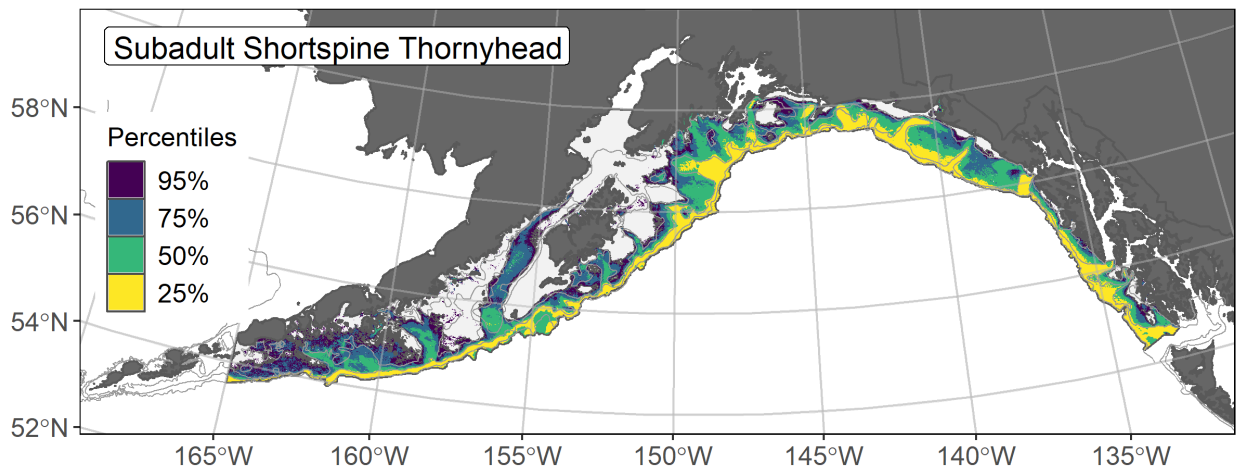 Subadult Shortspine Thornyhead
58°N
56°N
54°N
52°N
Percentiles
95%
75%
50%
25%
165°W
160°W
155°W
150°W
145°W
140°W
135°W